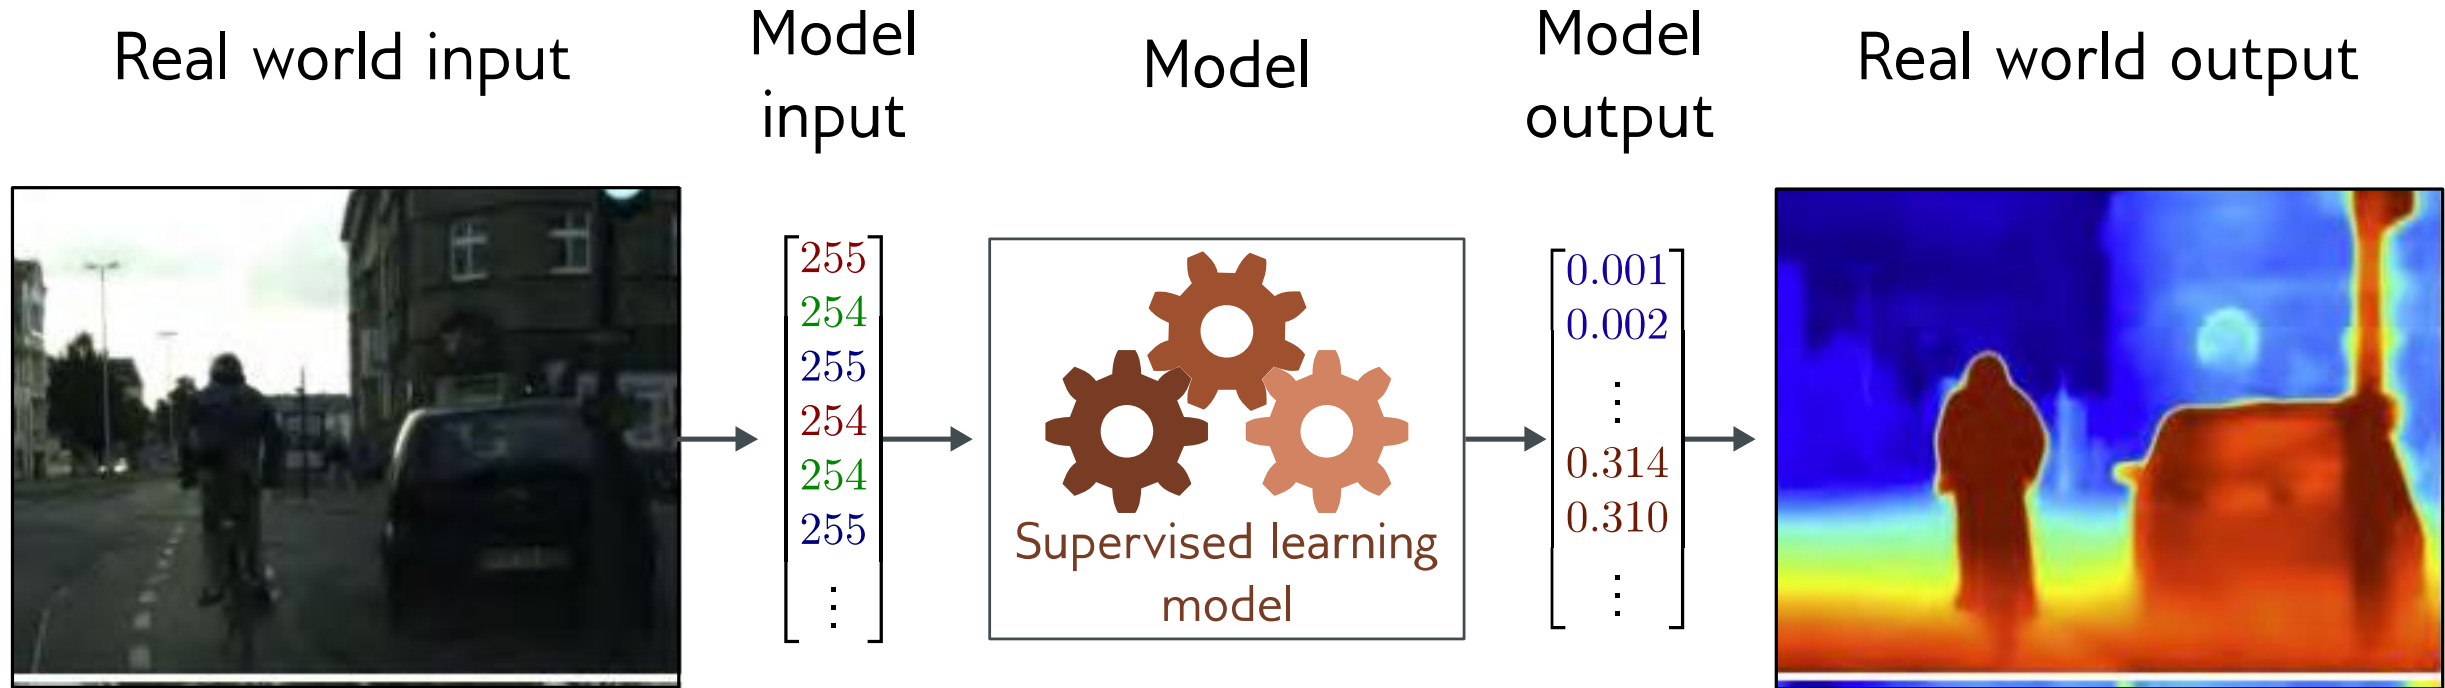 Real world input
Model
input
Model
Model
output
Real world output
255
254
255
254
254
255
⋮
Supervised learning
model
0.001
0.002
⋮
0.314
0.310
⋮